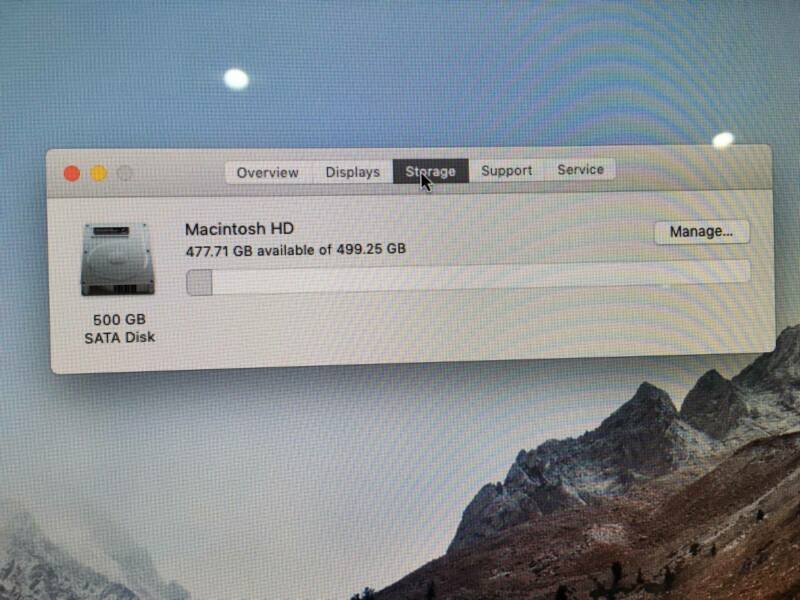 Overview Displays Storage Support Service
Macintosh HD
Manage...
477.71 GB available of 499.25 GB
500 GB
SATA Disk